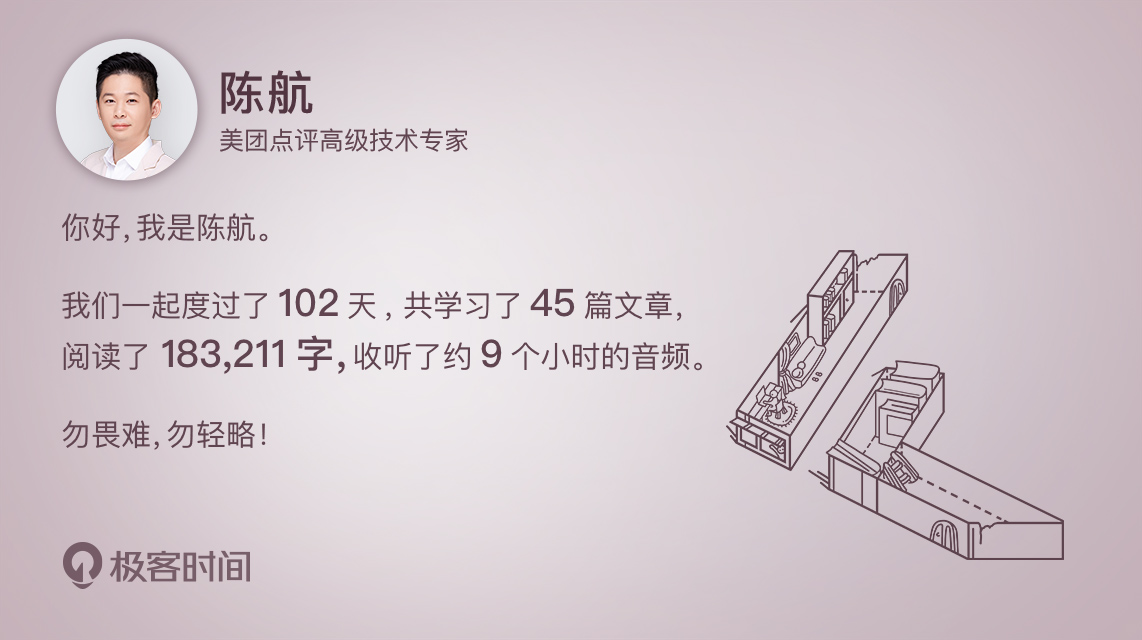 陈航
美团点评高级技术专家
你好,我是陈航。
我们一起度过了 102 天,共学习了 45 篇文章,
阅读了 183,211 字,收听了约 9 个小时的音频。
勿畏难,勿轻略!
极客时间